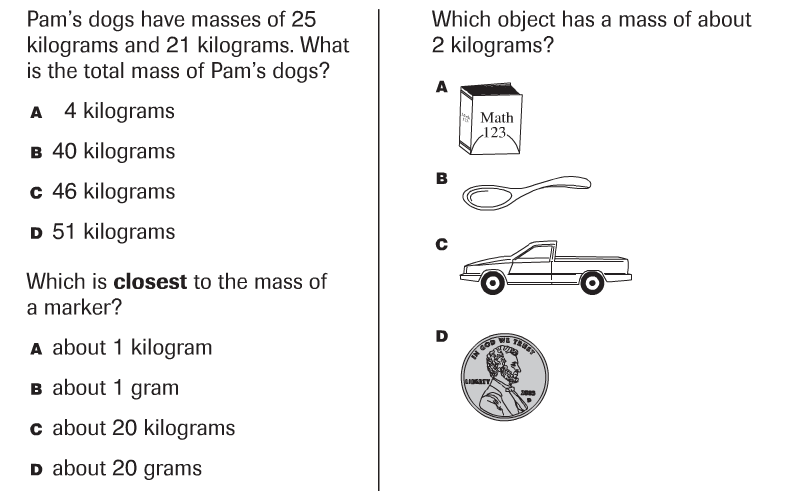 Pam's dogs have masses of 25
kilograms and 21 kilograms. What
is the total mass of Pam's dogs?
A 4 kilograms
B 40 kilograms
C 46 kilograms
D 51 kilograms
Which is closest to the mass of
a marker?
A about 1 kilogram
B about 1 gram
C about 20 kilograms
D about 20 grams
Which object has a mass of about
2 kilograms?
A
Math
123
B
C
D
IN GOD WE TRUST
LIBERTY